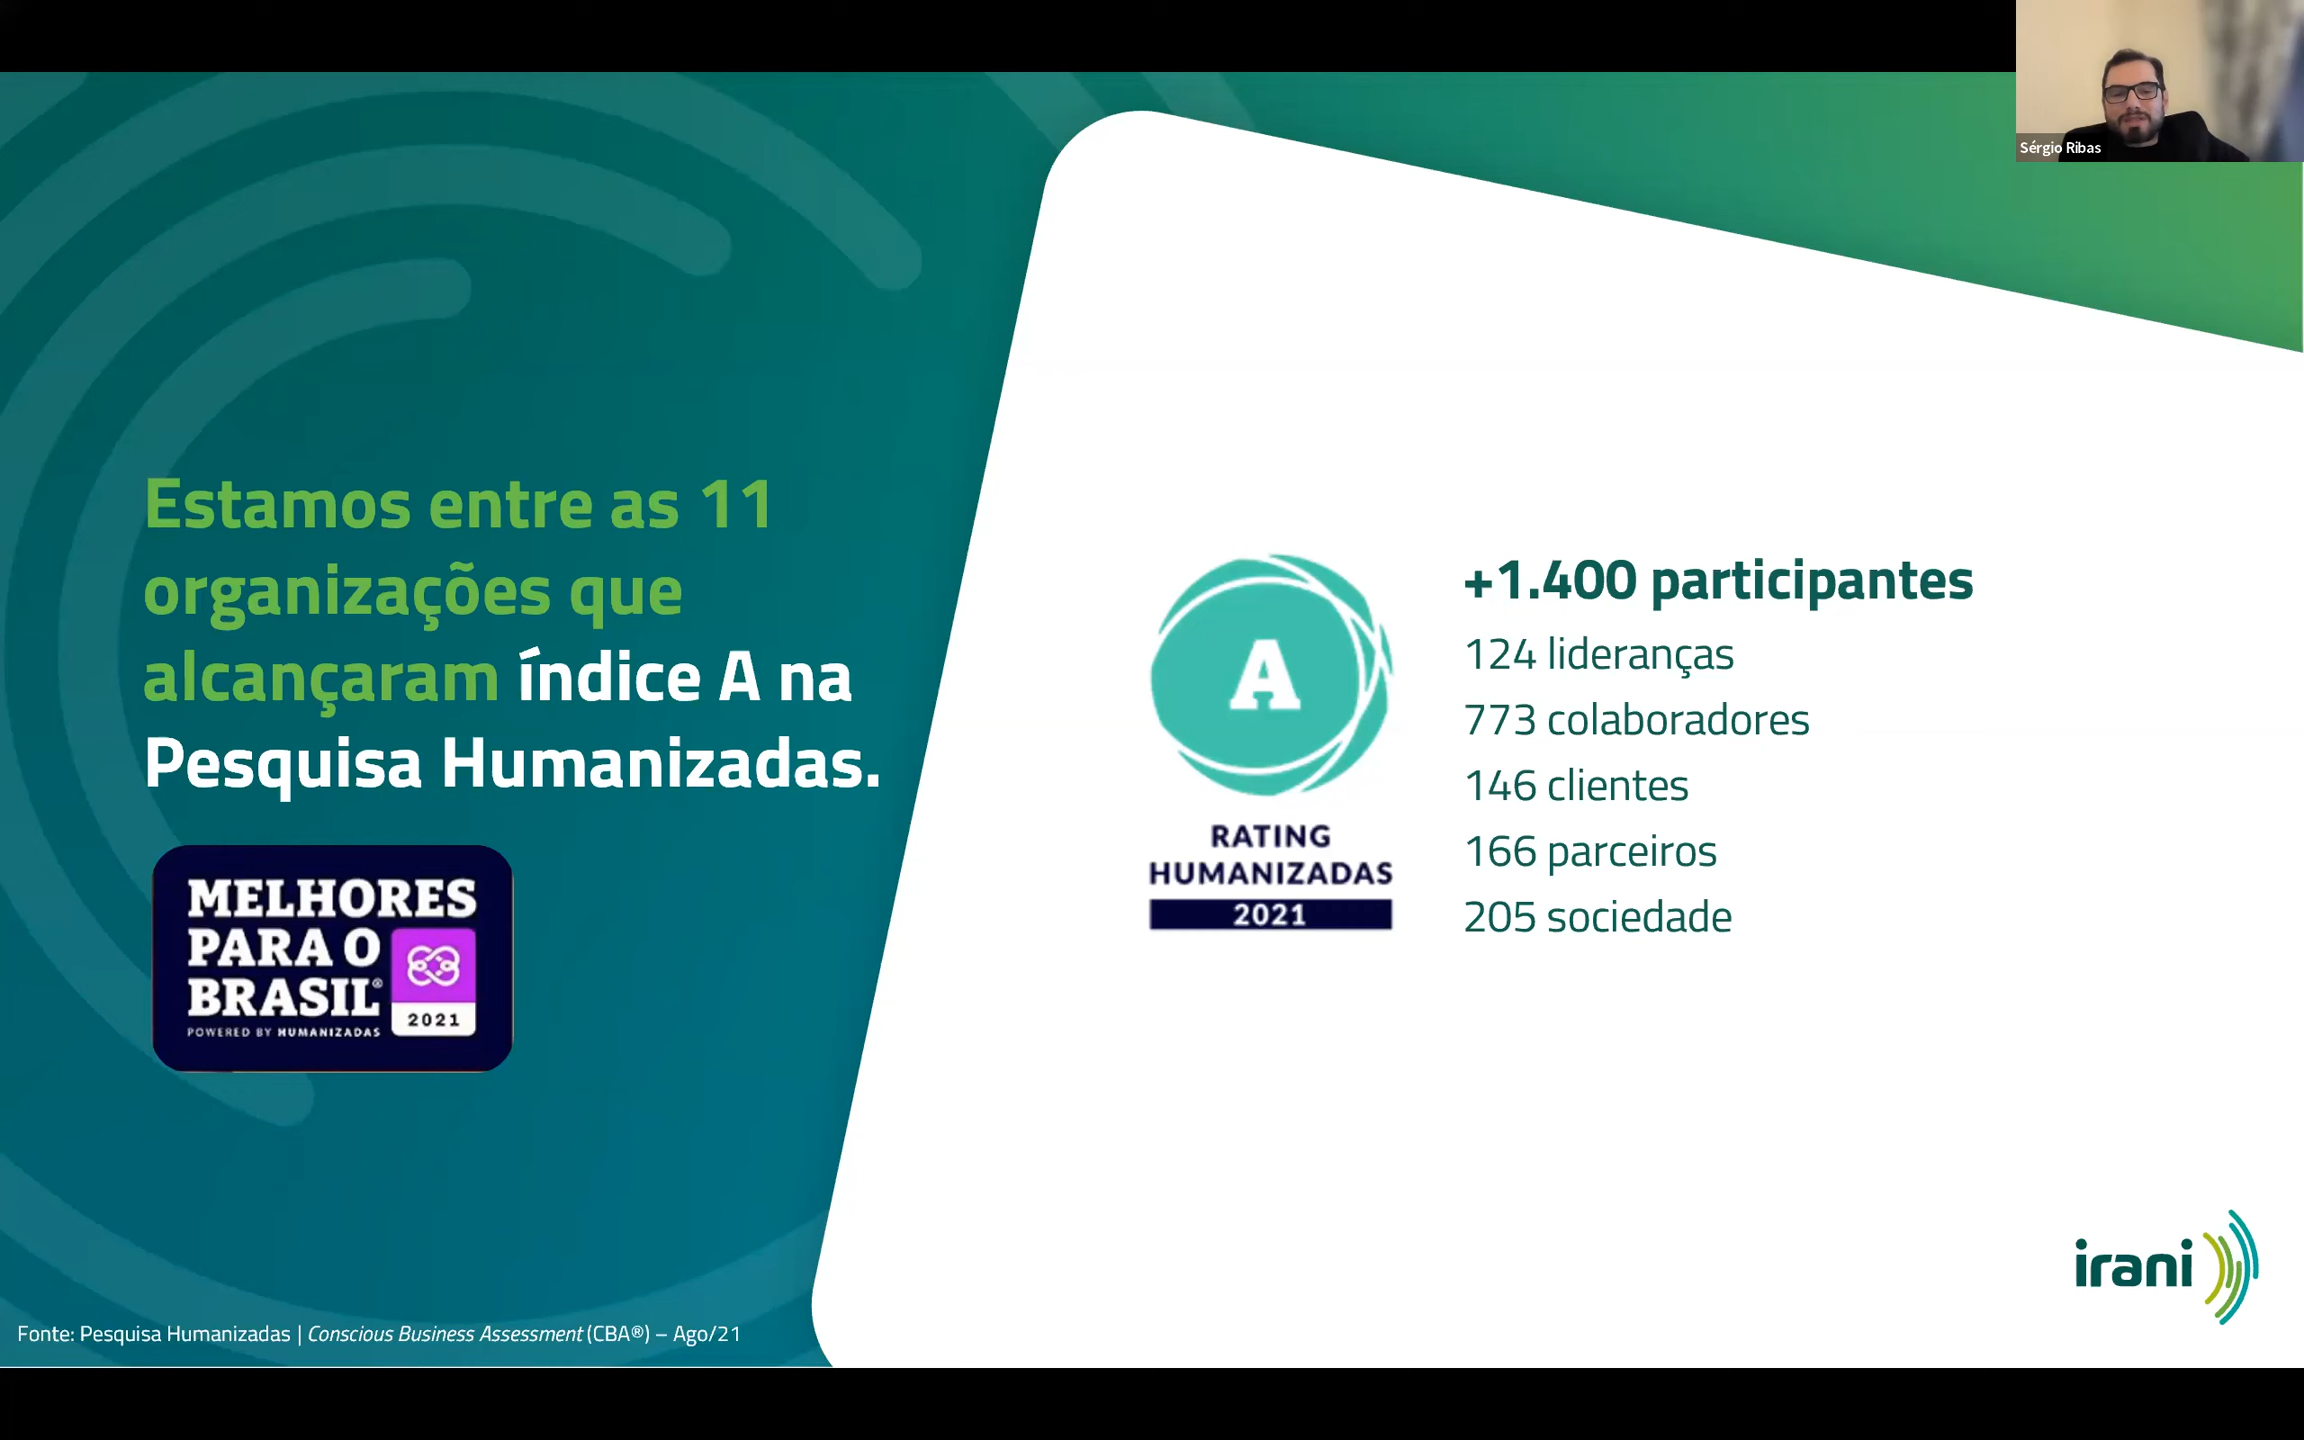 Sérgio Ribas
Estamos entre as 11
organizações que
alcançaram índice A na
Pesquisa Humanizadas.
MELHORES
PARA O
BRASIL®
POWERED BY HUMANIZADAS
2021
A
RATING
HUMANIZADAS
2021
+1.400 participantes
124 lideranças
773 colaboradores
146 clientes
166 parceiros
205 sociedade
irani
Fonte: Pesquisa Humanizadas | Conscious Business Assessment (CBA®) – Ago/21